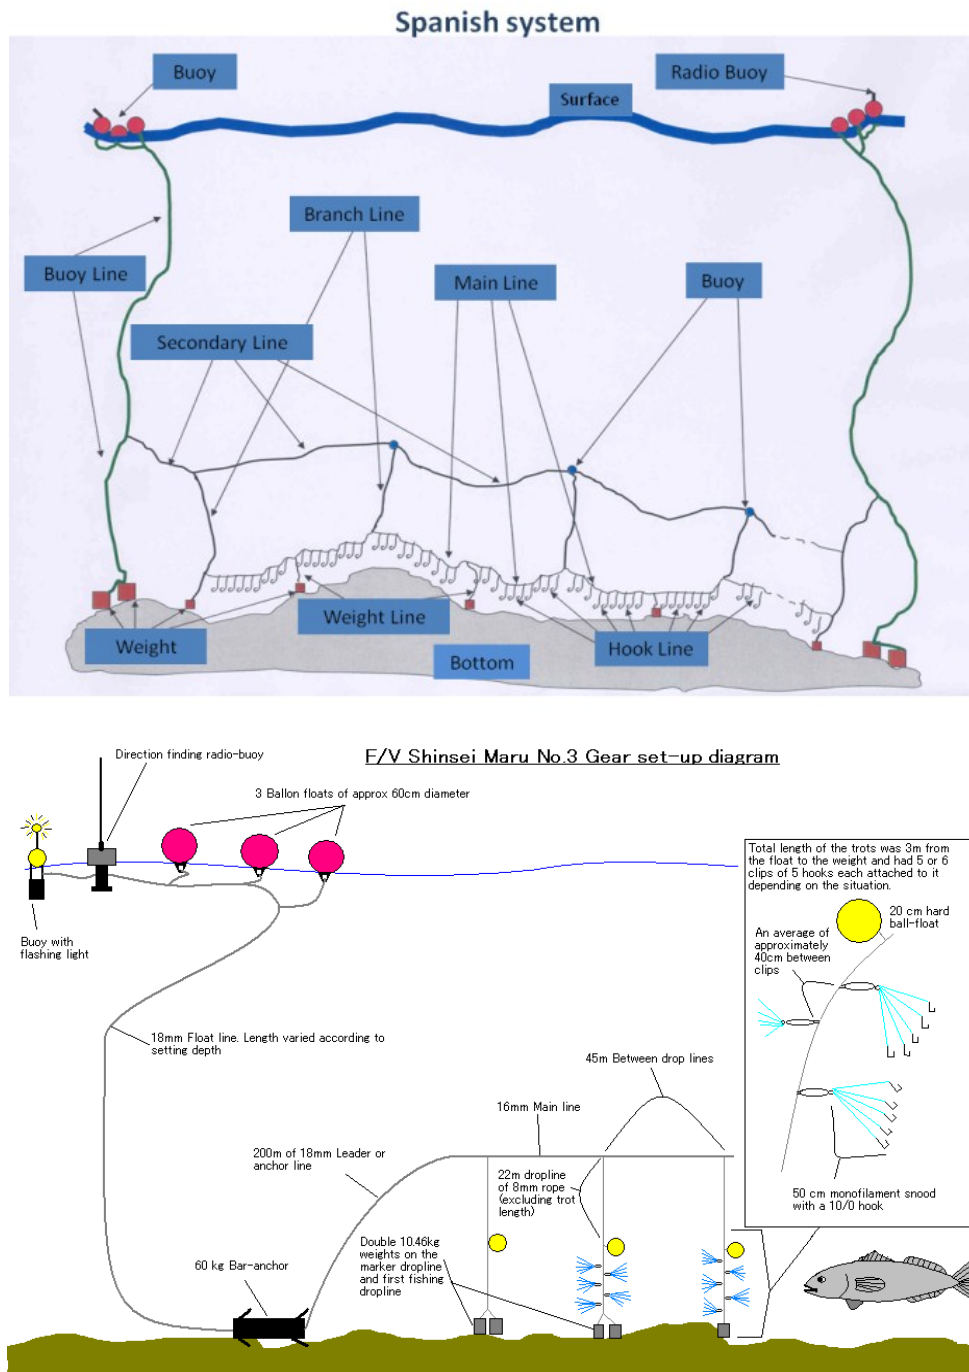 Spanish system
Buoy
Radio Buoy
Surface
Branch Line
Buoy Line
Main Line
Buoy
Secondary Line
Weight Line
Weight
Hook Line
Bottom
F/V Shinsei Maru No.3 Gear set-up diagram
Direction finding radio-buoy
3 Ballon floats of approx 60cm diameter
Buoy with
flashing light
Total length of the trots was 3m from
the float to the weight and had 5 or 6
clips of 5 hooks each attached to it
depending on the situation.
20 cm hard
ball-float
An average of
approximately
40cm between
clips
50 cm monofilament snood
with a 10/0 hook
18mm Float line. Length varied according to
setting depth
45m Between drop lines
16mm Main line
200m of 18mm Leader or
anchor line
22m dropline
of 8mm rope
(excluding trot
length)
Double 10.46kg
weights on the
marker dropline
and first fishing
dropline
60 kg Bar-anchor